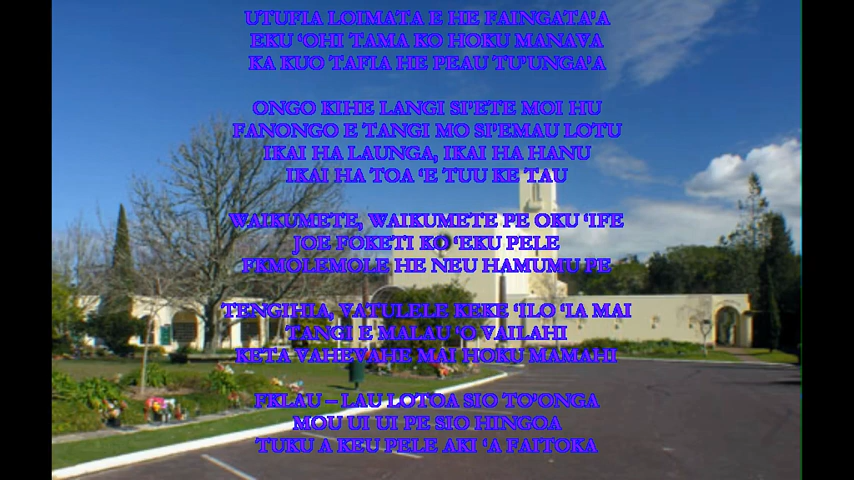 UTUFIA LOIMATA E HE FAINGATA'A
EKU 'OHI TAMA KO HOKU MANAVA
KA KUO TAFIA HE PEAU TU'UNGA'A
ONGO KIHE LANGI SI'ETE MOI HU
FANONGO E TANGI MO SI'EMAU LOTU
IKAI HA LAUNGA, IKAI HA HANU
IKAI HA TOA 'E TUU KE TAU
WAIKUMETE, WAIKUMETE PE OKU 'IFE
JOE FOKETI KO 'EKU PELE
FKMOLEMOLE HE NEU HAMUMU PE
TENGIHIA, VATULELE KEKE 'ILO 'IA MAI
TANGI E MALAU 'O VAILAHI
KETA VAHEVAHE MAI HOKU MAMAHI
FKLAU – LAU LOTOA SIO TO'ONGA
MOU UI UI PE SIO HINGOA
TUKU A KEU PELE AKI 'A FAITOKA